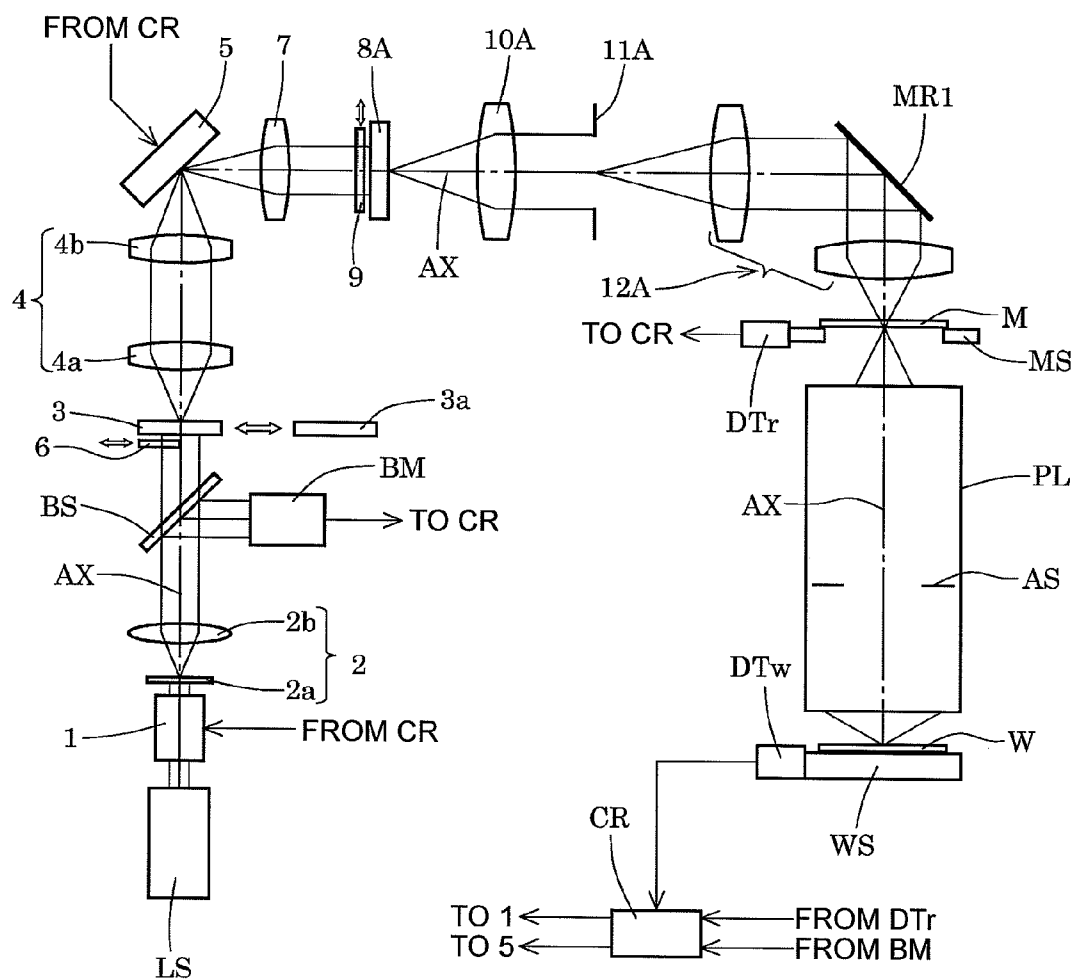 FROM CR
5
7
8A
10A
11A
MR1
4b
9
AX
12A
4
4a
TO CR
M
MS
DTr
3
3a
6
BM
PL
BS
TO CR
AX
AX
AS
2b
2
DTw
2a
1
FROM CR
W
CR
WS
TO 1
FROM DTr
TO 5
FROM BM
LS